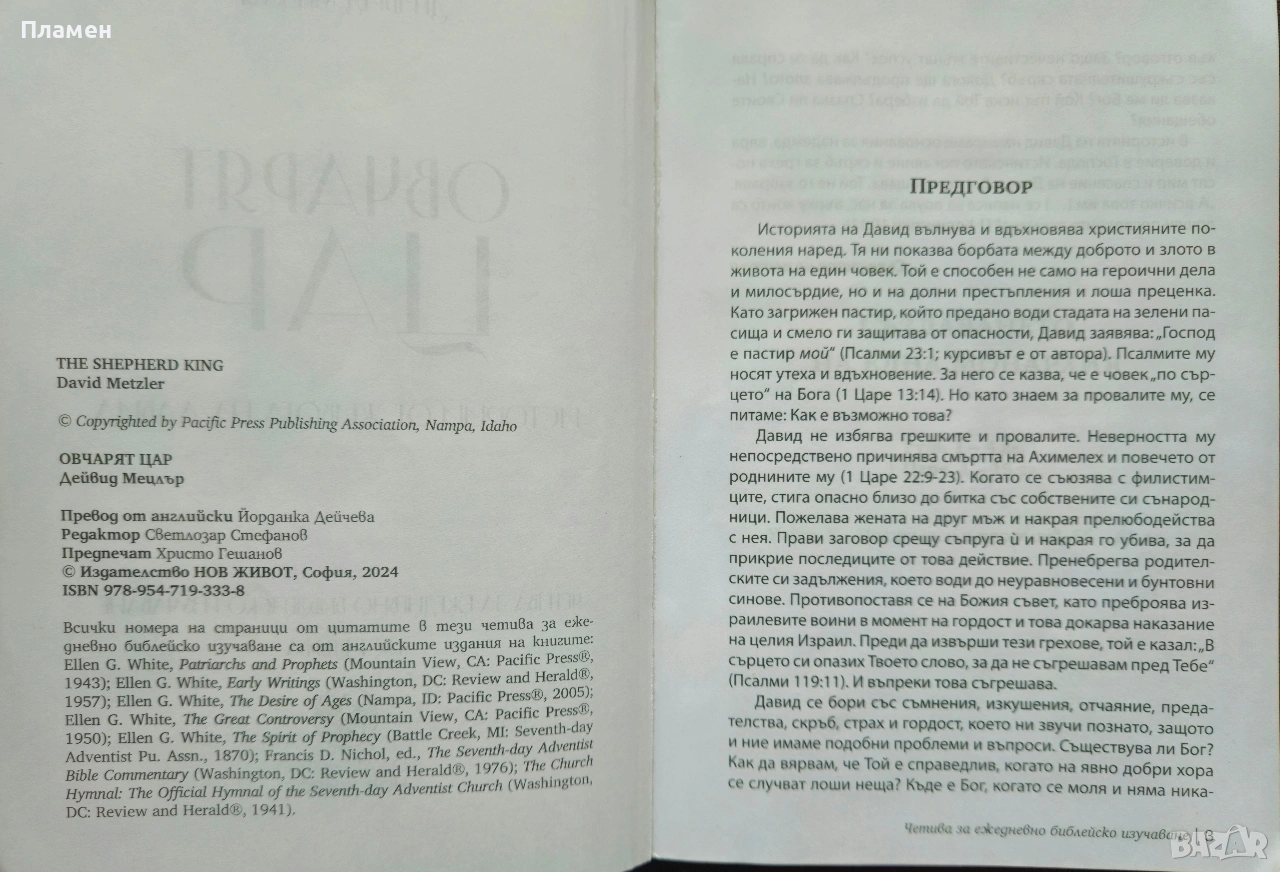 Пламен
THE SHEPHERD KING
David Metzler
© Copyrighted by Pacific Press Publishing Association, Nampa, Idaho
ОВЧАРЯТ ЦАР
Дейвид Мецлър
Превод от английски Йорданка Дейчева
Редактор Светлозар Стефанов
Предпечат Христо Гешанов
© Издателство НОВ ЖИВОТ, София, 2024
ISBN 978-954-719-333-8
Всички номера на страници от цитатите в тези четива за еже-
дневно библейско изучаване са от английските издания на книгите:
Ellen G. White, Patriarchs and Prophets (Mountain View, CA: Pacific Press®,
1943); Ellen G. White, Early Writings (Washington, DC: Review and Herald®,
1957); Ellen G. White, The Desire of Ages (Nampa, ID: Pacific Press®, 2005);
Ellen G. White, The Great Controversy (Mountain View, CA: Pacific Press®,
1950); Ellen G. White, The Spirit of Prophecy (Battle Creek, MI: Seventh-day
Adventist Pu. Assn., 1870); Francis D. Nichol, ed., The Seventh-day Adventist
Bible Commentary (Washington, DC: Review and Herald®, 1976); The Church
Hymnal: The Official Hymnal of the Seventh-day Adventist Church (Washington,
DC: Review and Herald®, 1941).
ПРЕДГОВОР
Историята на Давид вълнува и вдъхновява християните по-
коления наред. Тя ни показва борбата между доброто и злото в
живота на един човек. Той е способен не само на героични дела
и милосърдие, но и на долни престъпления и лоша преценка.
Като загрижен пастир, който предано води стадата на зелени па-
сища и смело ги защитава от опасности, Давид заявява: „Господ
е пастир мой“ (Псалми 23:1; курсивът е от автора). Псалмите му
носят утеха и вдъхновение. За него се казва, че е човек „по сър-
цето“ на Бога (1 Царе 13:14). Но като знаем за провалите му, се
питаме: Как е възможно това?
Давид не избягва грешките и провалите. Неверността му
непосредствено причинява смъртта на Ахимелех и повечето от
роднините му (1 Царе 22:9-23). Когато се съюзява с филистим-
ците, стига опасно близо до битка със собствените си сънарод-
ници. Пожелава жената на друг мъж и накрая прелюбодейства
с нея. Прави заговор срещу съпруга ѝ и накрая го убива, за да
прикрие последиците от това действие. Пренебрегва родител-
ските си задължения, което води до неуравновесени и бунтовни
синове. Противопоставя се на Божия съвет, като преброява из-
раилевите воини в момент на гордост и това докарва наказание
на целия Израил. Преди да извърши тези грехове, той е казал: „В
сърцето си опазих Твоето слово, за да не съгрешавам пред Тебе“
(Псалми 119:11). И въпреки това съгрешава.
Давид се бори със съмнения, изкушения, отчаяние, преда-
телства, скръб, страх и гордост, което ни звучи познато, защото
и ние имаме подобни проблеми и въпроси. Съществува ли Бог?
Как да вярвам, че Той е справедлив, когато на явно добри хора
се случват лоши неща? Къде е Бог, когато се моля и няма ника-
Четива за ежедневно библейско изучаване | 3
BAZAR